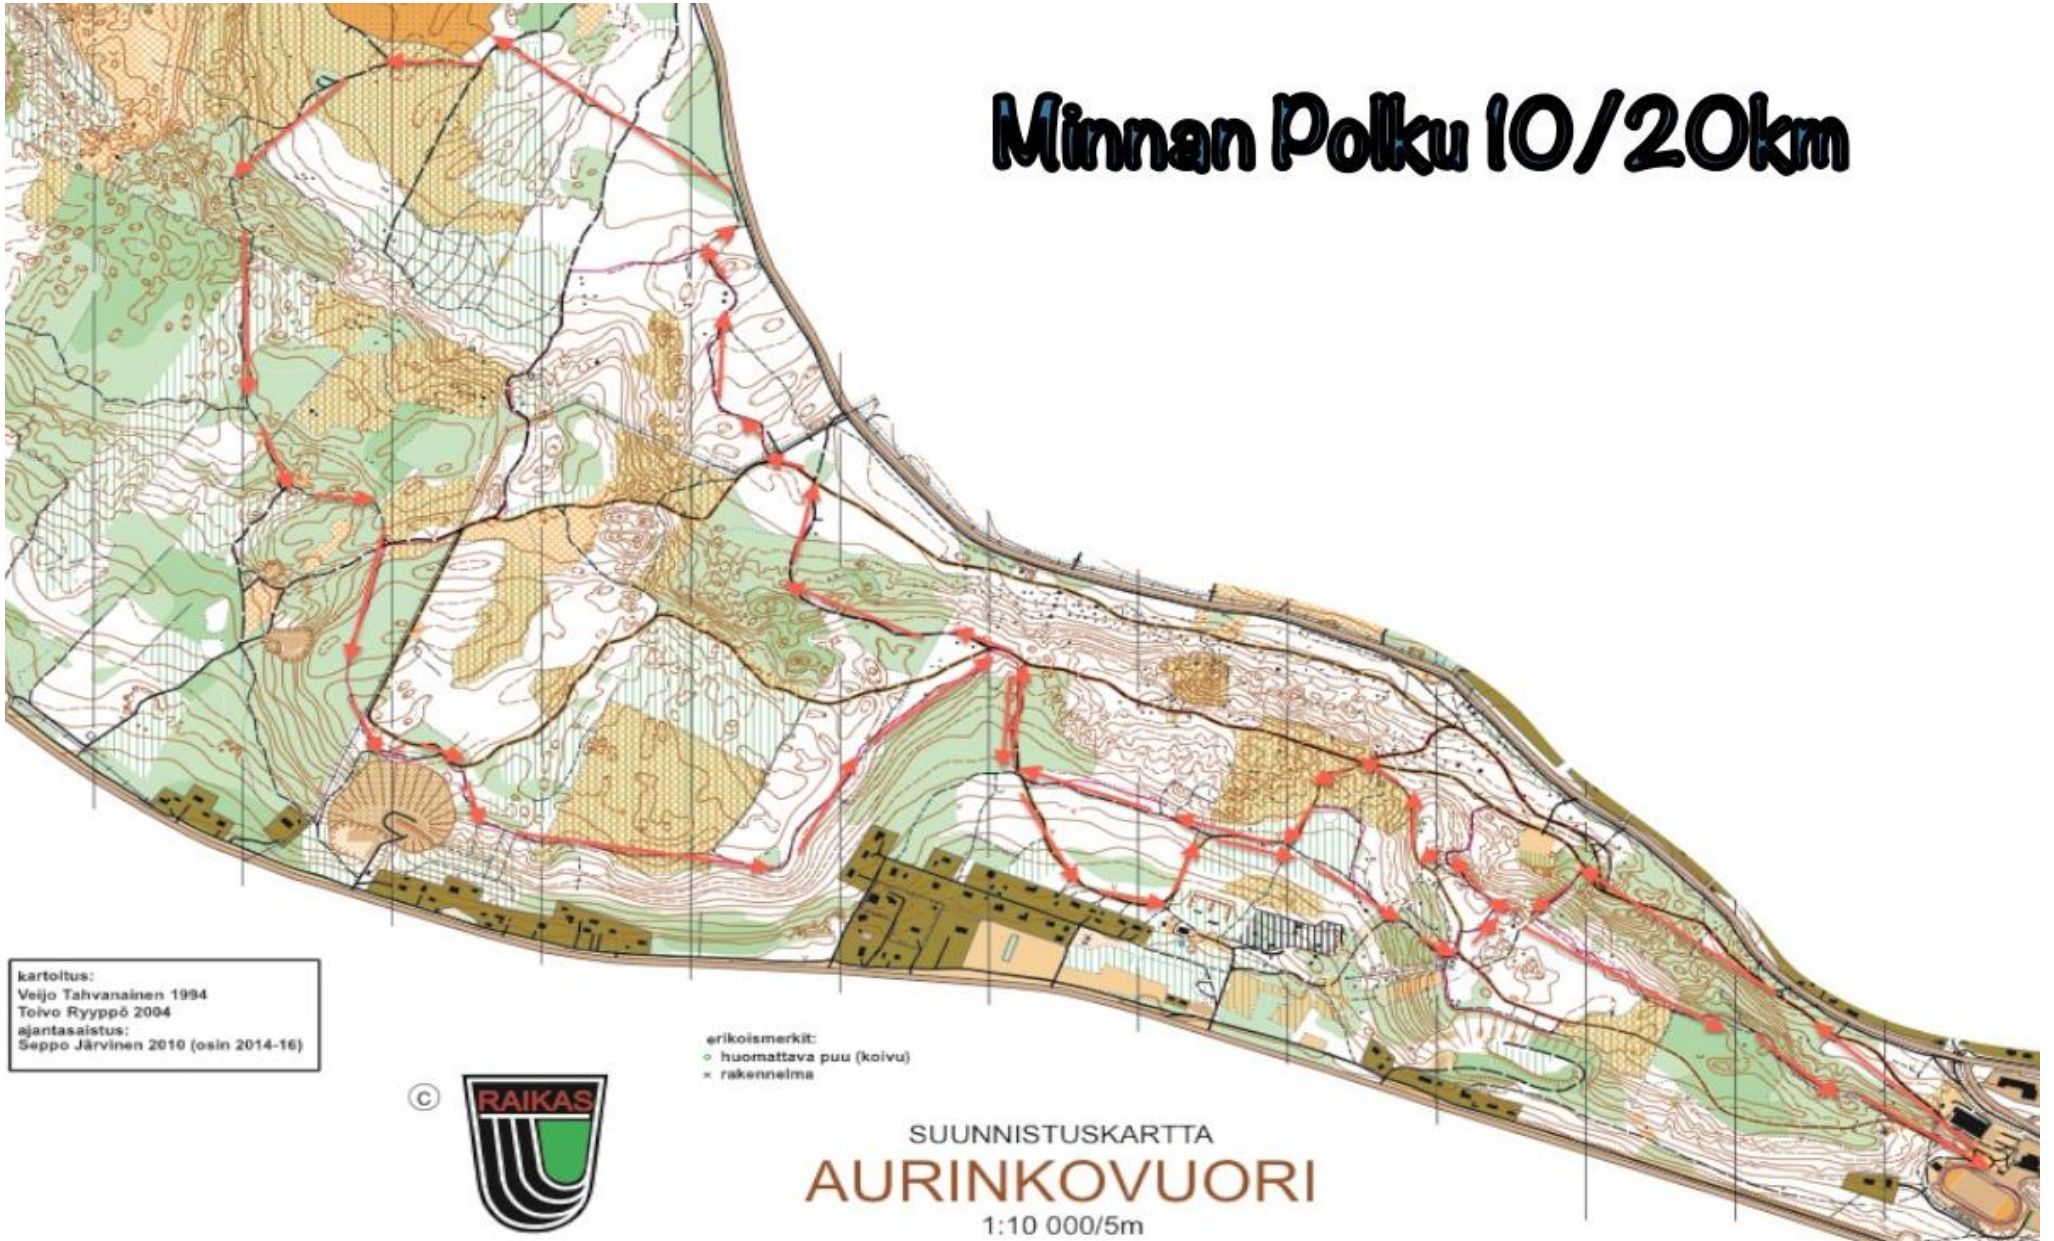 Minnan Polku 10/20km
kartoitus:
Veijo Tahvanainen 1994
Toivo Ryyppö 2004
ajantasaistus:
Seppo Järvinen 2010 (osin 2014-16)
erikoismerkit:
huomattava puu (koivu)
× rakennelma
©
RAIKAS
SUUNNISTUSKARTTA
AURINKOVUORI
1:10 000/5m